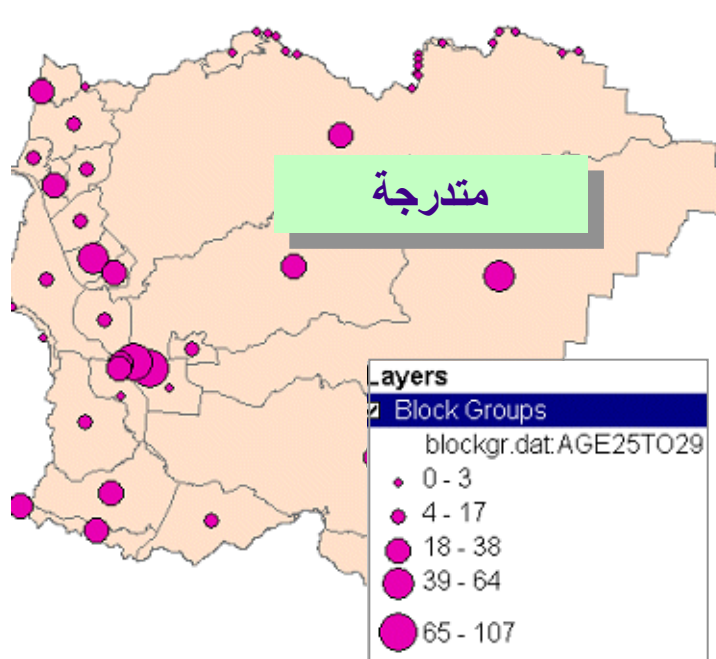 متدرجة
Layers
Block Groups
blockgr.dat:AGE25TO29
0 - 3
4 - 17
18 - 38
39 - 64
65 - 107